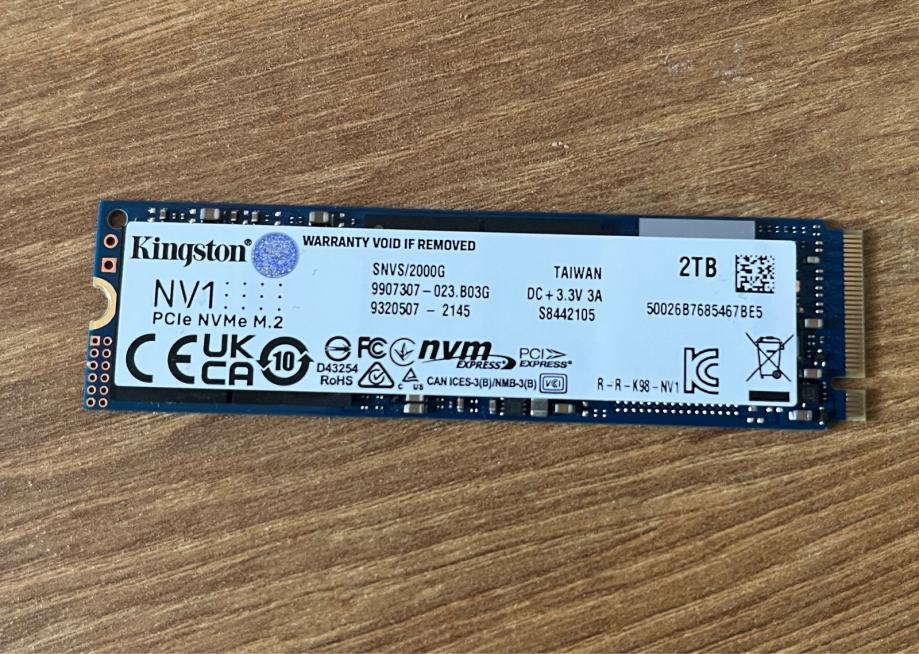 Kingston®
WARRANTY VOID IF REMOVED
NV1
PCIe NVMe M.2
SNVS/2000G
9907307-023.B03G
9320507 - 2145
TAIWAN
DC+3.3V 3A
S8442105
2TB
50026B7685467BE5
CE
UK
CA
10
D43254
RoHS
FC
nvm
EXPRESS
PCI
EXPRESS®
c
US
CAN ICES-3(B)/NMB-3(B)
VCI
R-R-K98-NV1